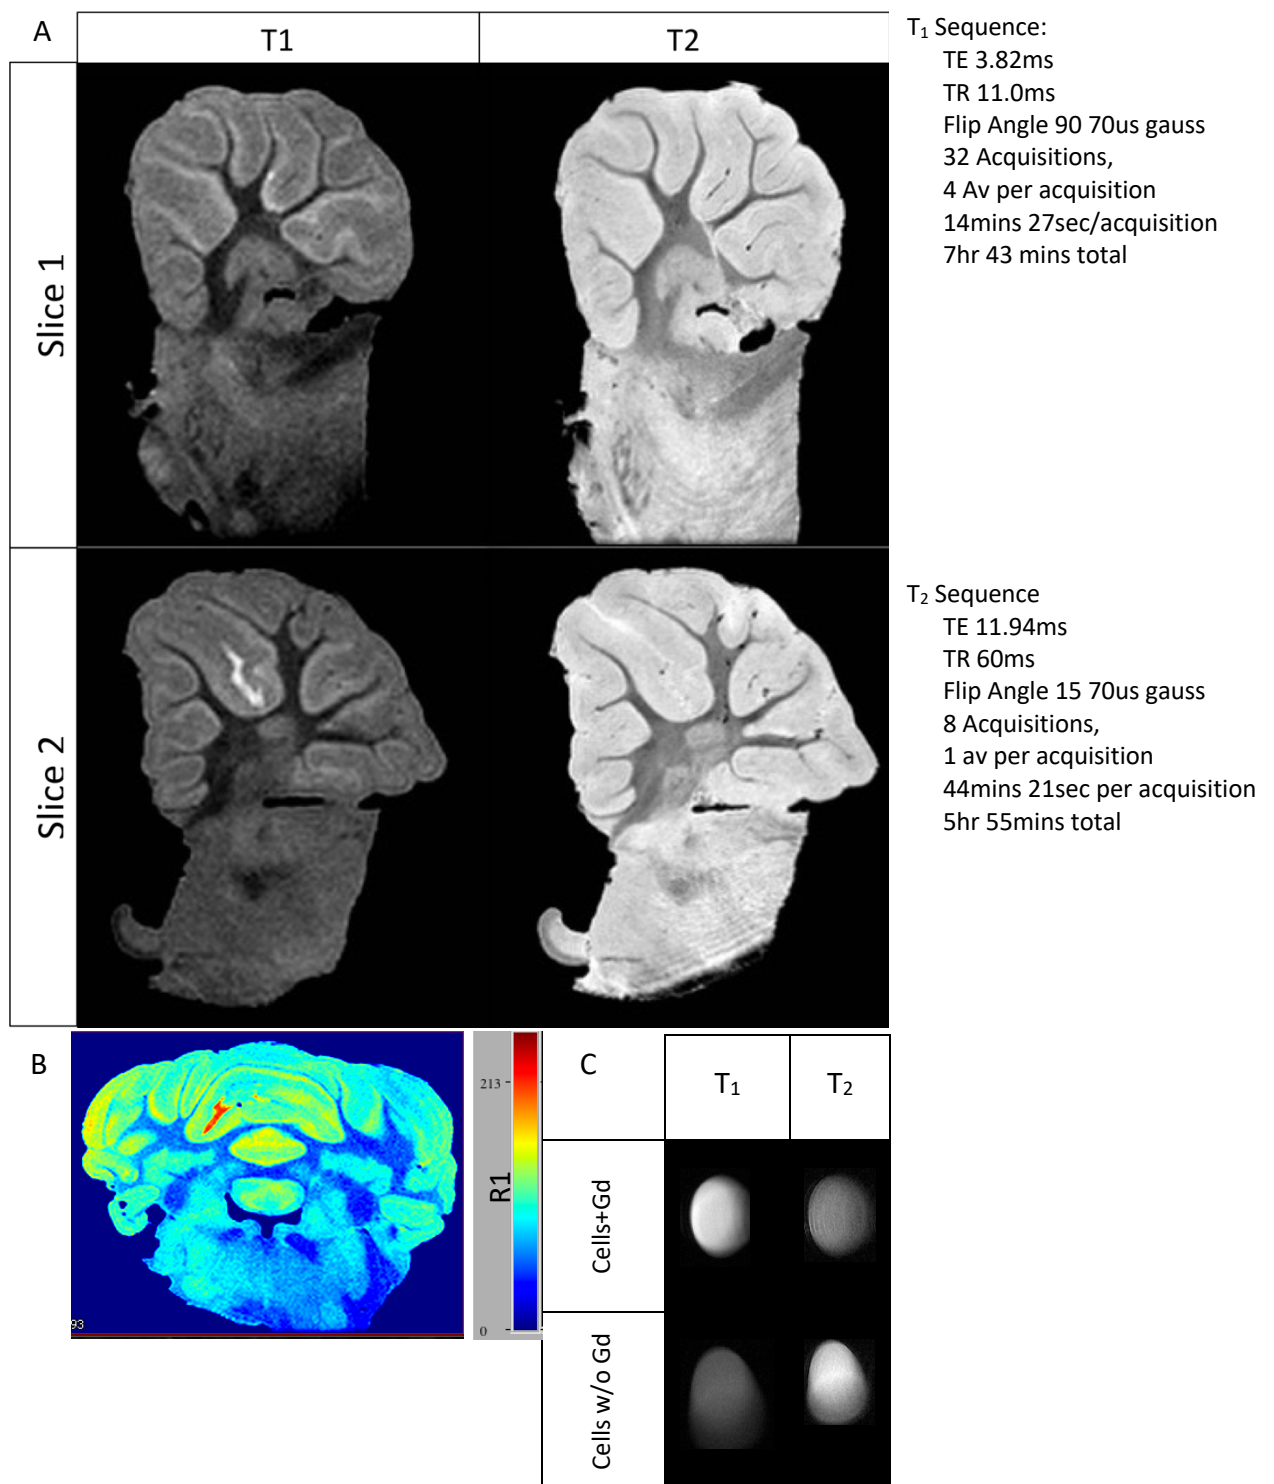 A
T1
T2
Slice 1
Slice 2
T1 Sequence:
TE 3.82ms
TR 11.0ms
Flip Angle 90 70us gauss
32 Acquisitions,
4 Av per acquisition
14mins 27sec/acquisition
7hr 43 mins total
T2 Sequence
TE 11.94ms
TR 60ms
Flip Angle 15 70us gauss
8 Acquisitions,
1 av per acquisition
44mins 21sec per acquisition
5hr 55mins total
B
93
R1
213
0
C
T1
T2
Cells+Gd
Cells w/o Gd